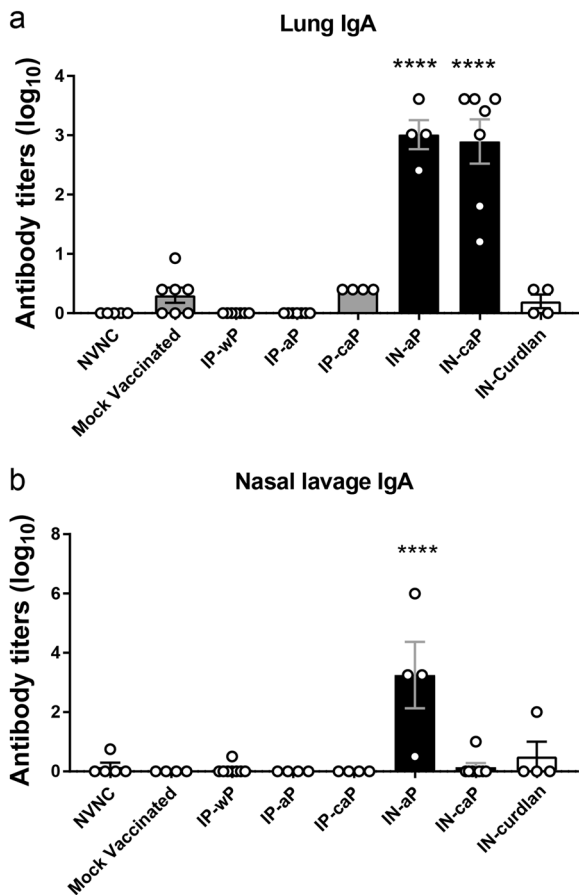 a
Lung IgA
**** ****
Antibody titers (log10)
4
3
2
1
0
NVNC
Mock Vaccinated
IP-wP
IP-aP
IP-caP
IN-aP
IN-caP
IN-Curdlan
b
Nasal lavage IgA
****
Antibody titers (log10)
8
6
4
2
0
NVNC
Mock Vaccinated
IP-wP
IP-aP
IP-caP
IN-aP
IN-caP
IN-curdlan